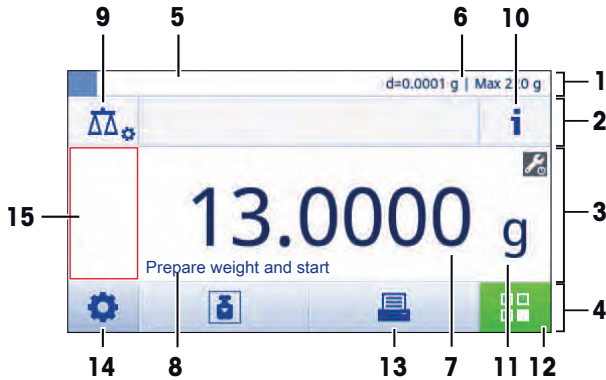 9 5 6 10
d=0.0001 g | Max 220 g 1
i 2
15 13.0000 g 3
Prepare weight and start
4
14 8 13 7 11 12